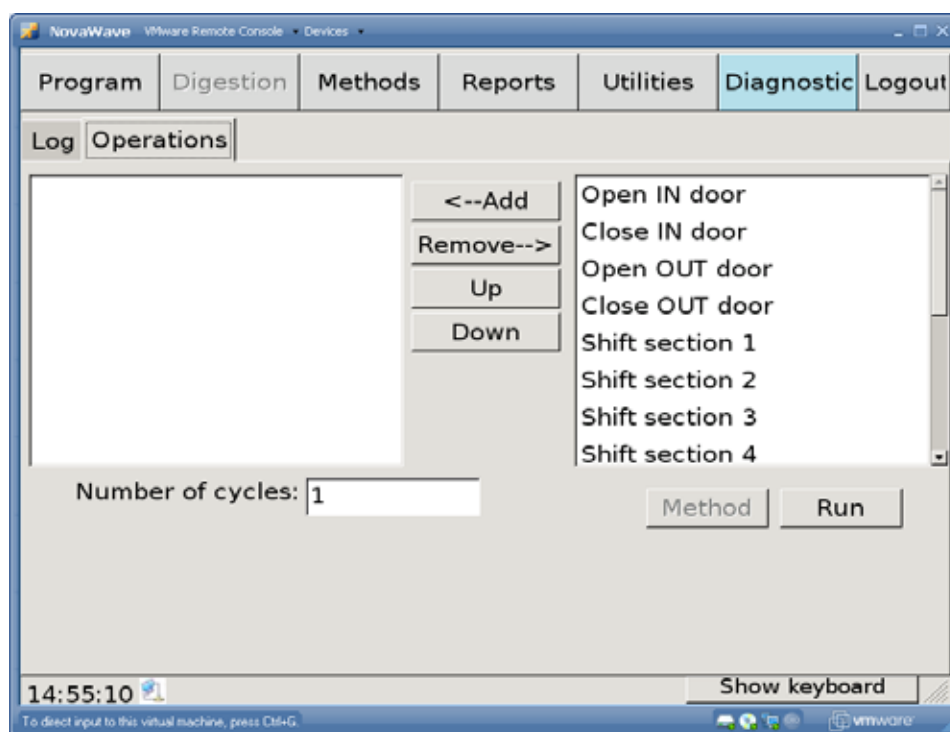 NovaWave VMware Remote Console Devices
Program Digestion Methods Reports Utilities Diagnostic Logout
Log Operations
<--Add
Remove-->
Up
Down
Open IN door
Close IN door
Open OUT door
Close OUT door
Shift section 1
Shift section 2
Shift section 3
Shift section 4
Number of cycles: 1
Method Run
14:55:10 Show keyboard
To direct input to this virtual machine, press Ctrl+G. vmware